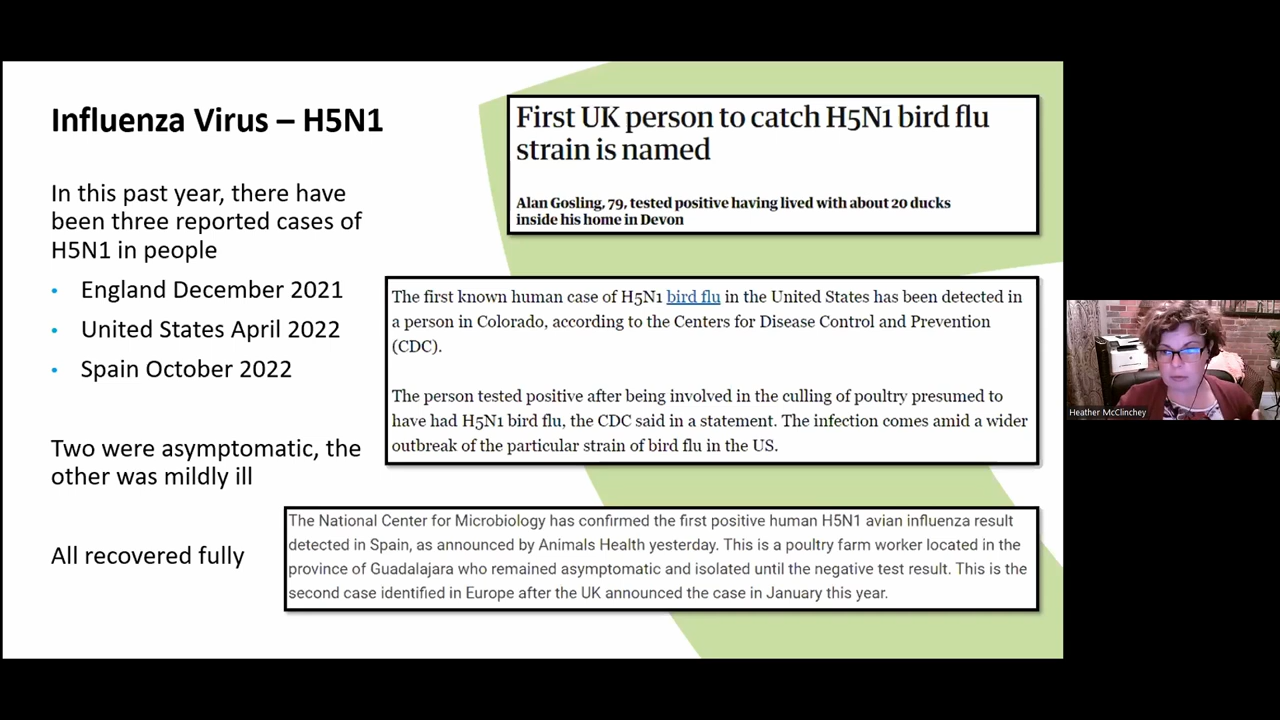 Influenza Virus – H5N1
In this past year, there have
been three reported cases of
H5N1 in people
• England December 2021
• United States April 2022
• Spain October 2022
Two were asymptomatic, the
other was mildly ill
All recovered fully
First UK person to catch H5N1 bird flu
strain is named
Alan Gosling, 79, tested positive having lived with about 20 ducks
inside his home in Devon
The first known human case of H5N1 bird flu in the United States has been detected in
a person in Colorado, according to the Centers for Disease Control and Prevention
(CDC).
The person tested positive after being involved in the culling of poultry presumed to
have had H5N1 bird flu, the CDC said in a statement. The infection comes amid a wider
outbreak of the particular strain of bird flu in the US.
The National Center for Microbiology has confirmed the first positive human H5N1 avian influenza result
detected in Spain, as announced by Animals Health yesterday. This is a poultry farm worker located in the
province of Guadalajara who remained asymptomatic and isolated until the negative test result. This is the
second case identified in Europe after the UK announced the case in January this year.
Heather McClinchey